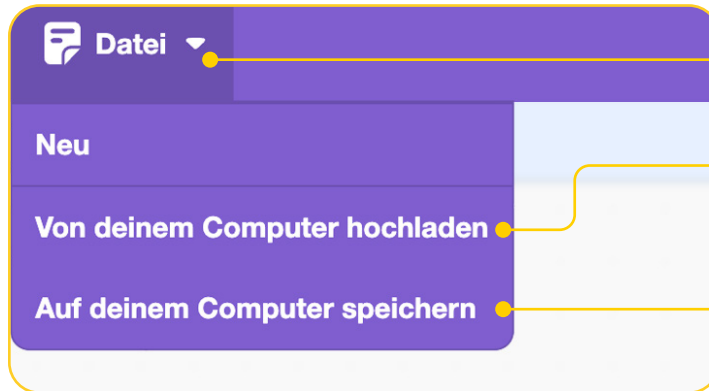 Datei
Neu
Von deinem Computer hochladen
Auf deinem Computer speichern